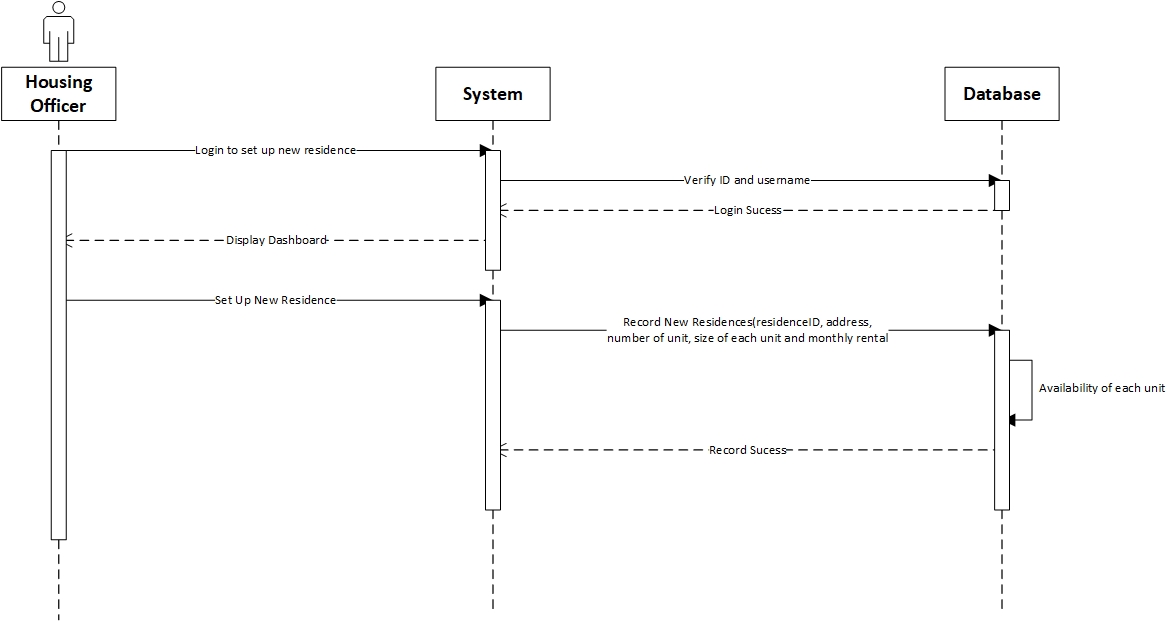 Housing
Officer
System
Database
Login to set up new residence
Verify ID and username
Login Sucess
Display Dashboard
Set Up New Residence
Record New Residences(residenceID, address,
number of unit, size of each unit and monthly rental
Availability of each unit
Record Sucess